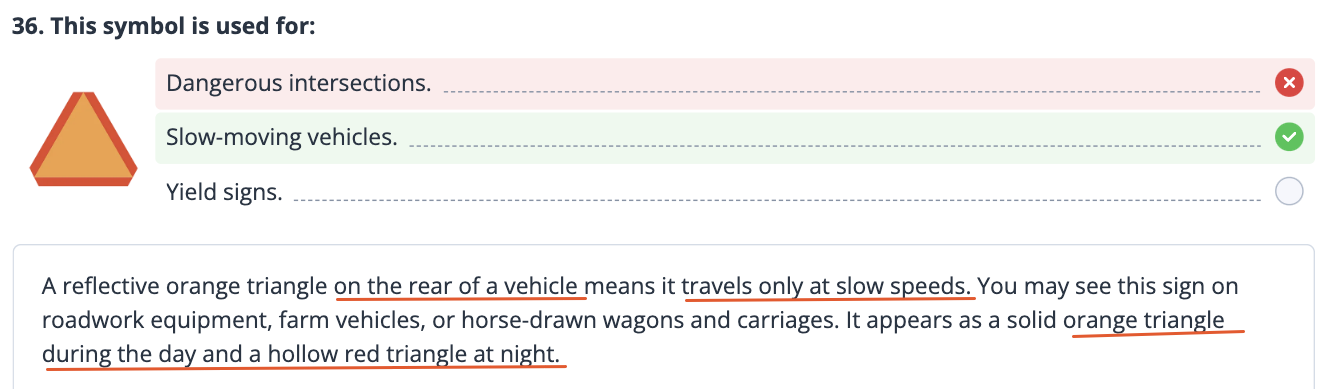 36. This symbol is used for:
Dangerous intersections.
Slow-moving vehicles.
Yield signs.
A reflective orange triangle on the rear of a vehicle means it travels only at slow speeds. You may see this sign on
roadwork equipment, farm vehicles, or horse-drawn wagons and carriages. It appears as a solid orange triangle
during the day and a hollow red triangle at night.